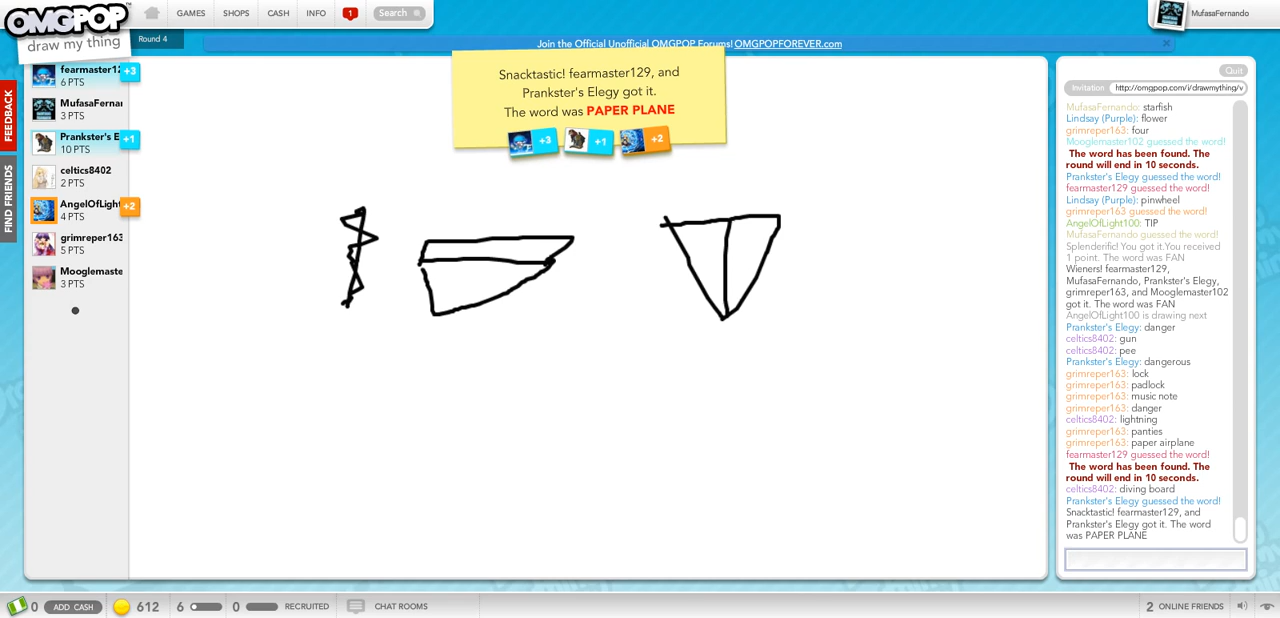 OMGPOP™
draw my thing
GAMES
SHOPS
CASH
INFO
1
Search
MufasaFernando
Round 4
Join the Official Unofficial OMGPOP Forums! OMGPOPFOREVER.com
FEEDBACK
FIND FRIENDS
fearmaster12
+3
6 PTS
MufasaFernan
3 PTS
Prankster's E
+1
10 PTS
celtics8402
2 PTS
AngelOfLight
+2
4 PTS
grimreper163
5 PTS
Mooglemaste
3 PTS
Snacktastic! fearmaster129, and
Prankster's Elegy got it.
The word was PAPER PLANE
+3
+1
+2
Quit
Invitation
http://omgpop.com/i/drawmything/v
MufasaFernando: starfish
Lindsay (Purple): flower
grimreper163: four
Mooglemaster102 guessed the word!
The word has been found. The
round will end in 10 seconds.
Prankster's Elegy guessed the word!
fearmaster129 guessed the word!
Lindsay (Purple): pinwheel
grimreper163 guessed the word!
AngelOfLight100: TIP
MufasaFernando guessed the word!
Splenderific! You got it.You received
1 point. The word was FAN
Wieners! fearmaster129,
MufasaFernando, Prankster's Elegy,
grimreper163, and Mooglemaster102
got it. The word was FAN
AngelOfLight100 is drawing next
Prankster's Elegy: danger
celtics8402: gun
celtics8402: pee
Prankster's Elegy: dangerous
grimreper163: lock
grimreper163: padlock
grimreper163: music note
grimreper163: danger
celtics8402: lightning
grimreper163: panties
grimreper163: paper airplane
fearmaster129 guessed the word!
The word has been found. The
round will end in 10 seconds.
celtics8402: diving board
Prankster's Elegy guessed the word!
Snacktastic! fearmaster129, and
Prankster's Elegy got it. The word
was PAPER PLANE
0
ADD CASH
612
6
0
RECRUITED
CHAT ROOMS
2 ONLINE FRIENDS